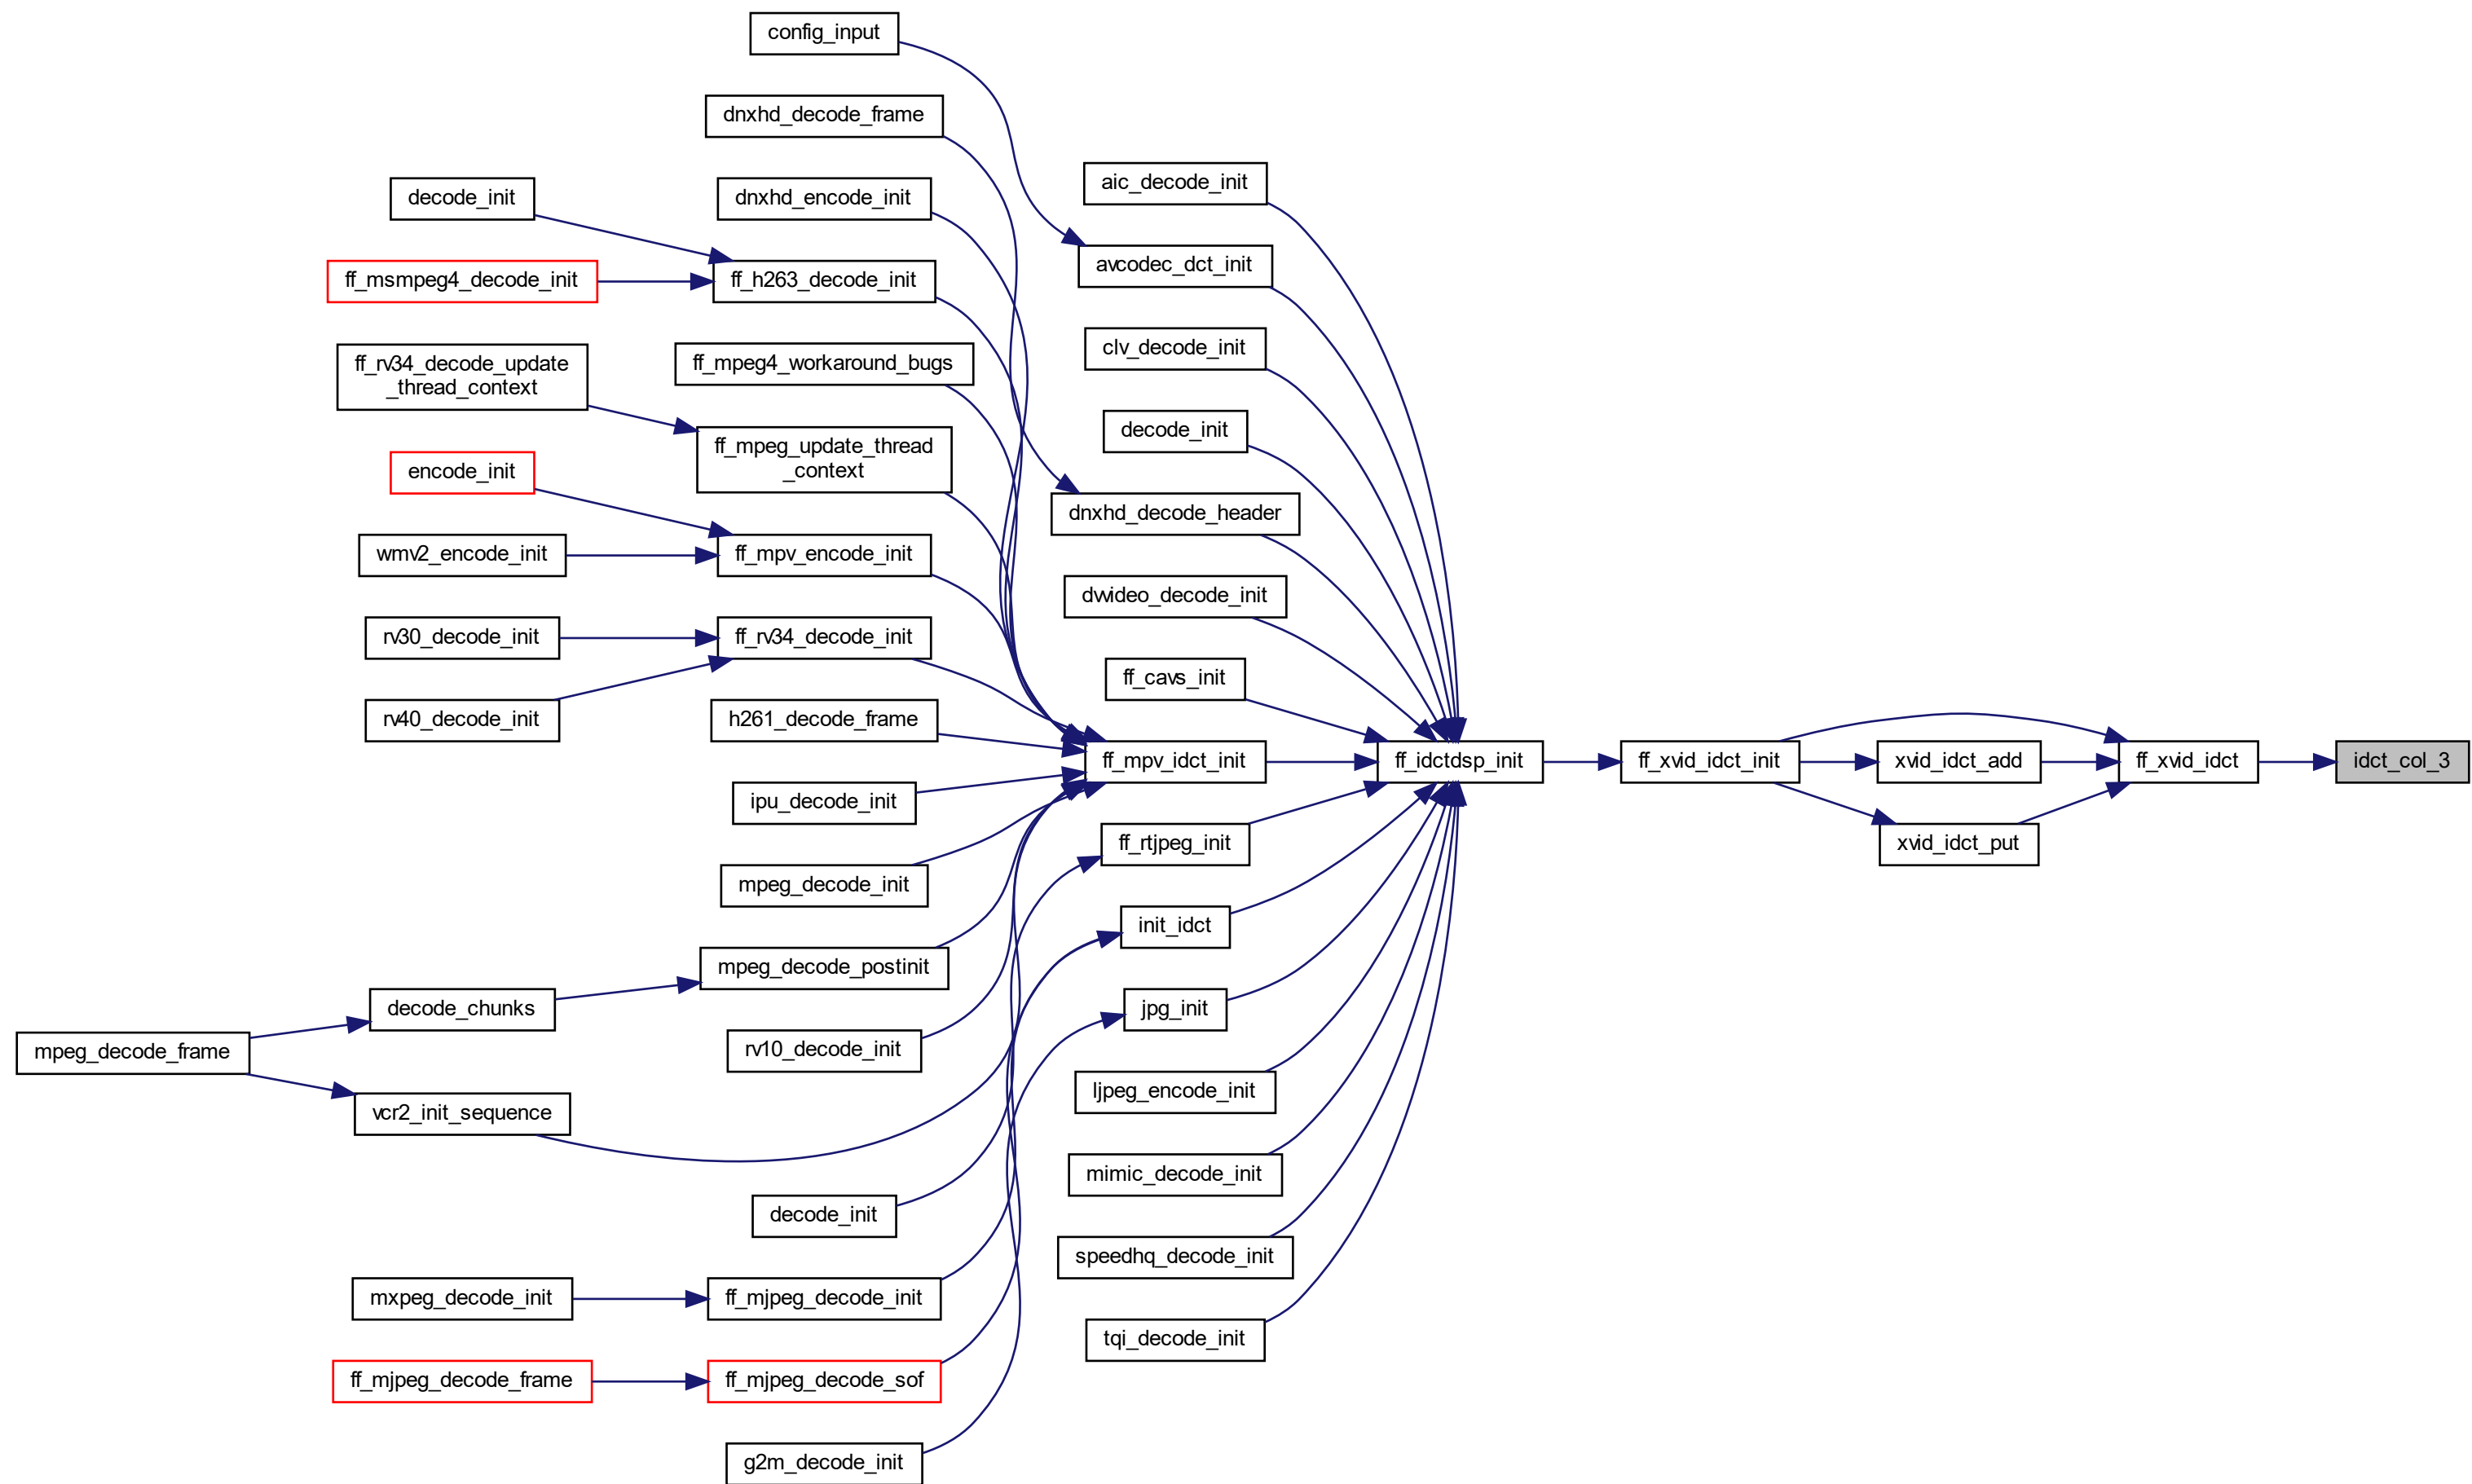 config_input
dnxhd_decode_frame
aic_decode_init
decode_init
dnxhd_encode_init
avcodec_dct_init
ff_msmpeg4_decode_init
ff_h263_decode_init
clv_decode_init
ff_rv34_decode_update
_thread_context
ff_mpeg4_workaround_bugs
decode_init
ff_mpeg_update_thread
_context
encode_init
dnxhd_decode_header
wmv2_encode_init
ff_mpv_encode_init
dwideo_decode_init
rv30_decode_init
ff_rv34_decode_init
ff_cavs_init
rv40_decode_init
h261_decode_frame
ff_mpv_idct_init
ff_idctdsp_init
ff_xvid_idct_init
xvid_idct_add
ff_xvid_idct
idct_col_3
ipu_decode_init
ff_rtjpeg_init
xvid_idct_put
mpeg_decode_init
init_idct
mpeg_decode_postinit
decode_chunks
jpg_init
mpeg_decode_frame
rv10_decode_init
ljpeg_encode_init
vcr2_init_sequence
mimic_decode_init
decode_init
speedhq_decode_init
mxpeg_decode_init
ff_mjpeg_decode_init
tqi_decode_init
ff_mjpeg_decode_frame
ff_mjpeg_decode_sof
g2m_decode_init